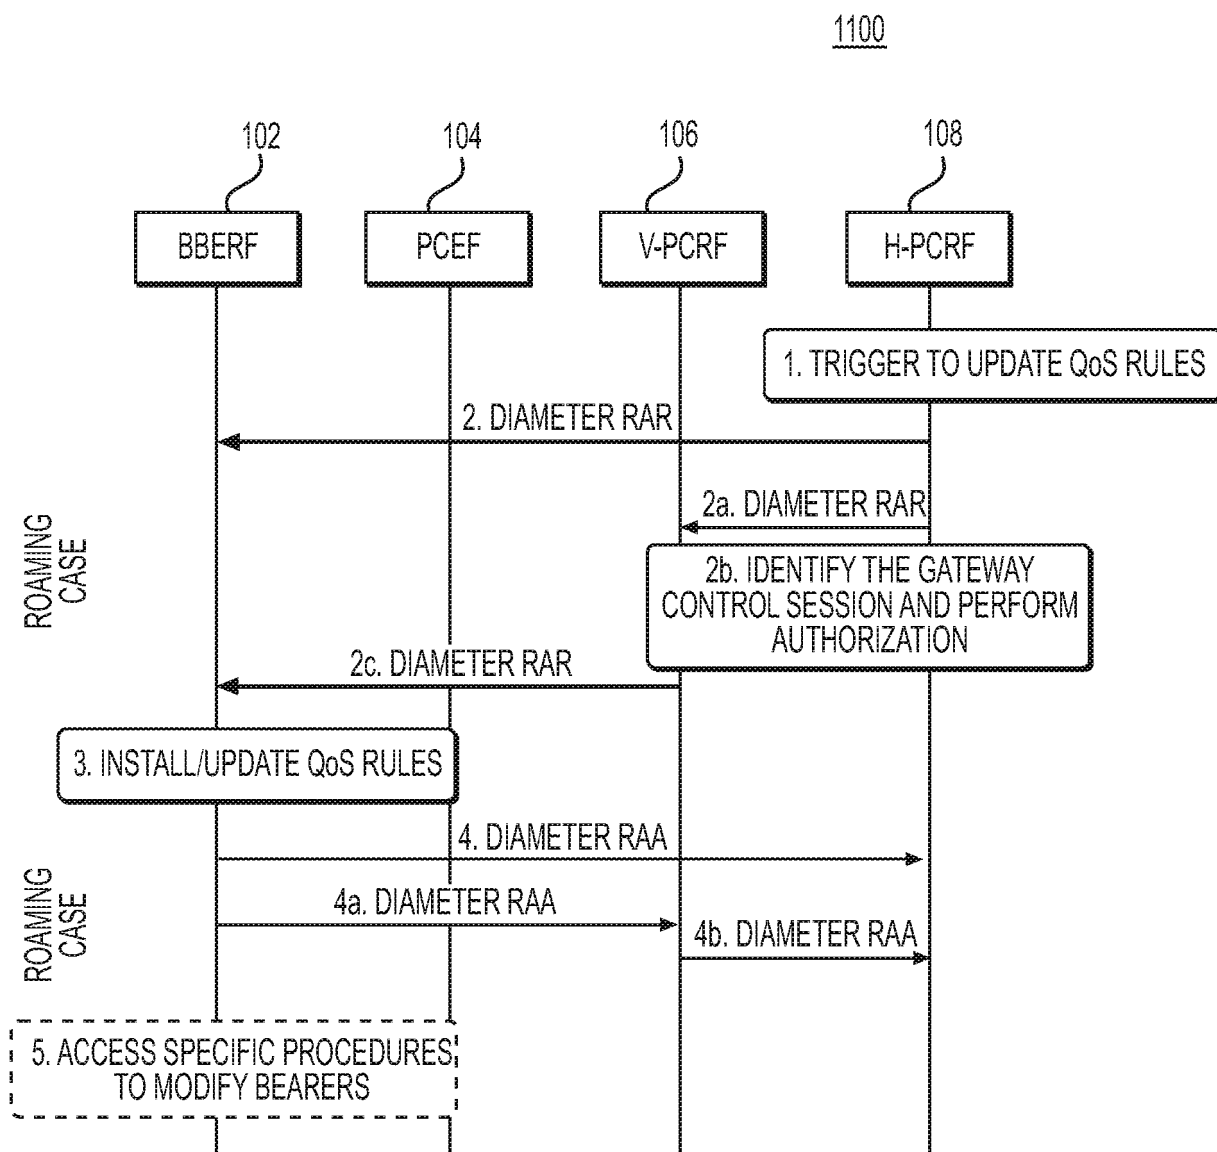 1100
102
104
106
108
BBERF
PCEF
V-PCRF
H-PCRF
1. TRIGGER TO UPDATE QoS RULES
2. DIAMETER RAR
2a. DIAMETER RAR
ROAMING
CASE
2b. IDENTIFY THE GATEWAY
CONTROL SESSION AND PERFORM
AUTHORIZATION
2c. DIAMETER RAR
3. INSTALL/UPDATE QoS RULES
4. DIAMETER RAA
ROAMING
CASE
4a. DIAMETER RAA
4b. DIAMETER RAA
5. ACCESS SPECIFIC PROCEDURES
TO MODIFY BEARERS